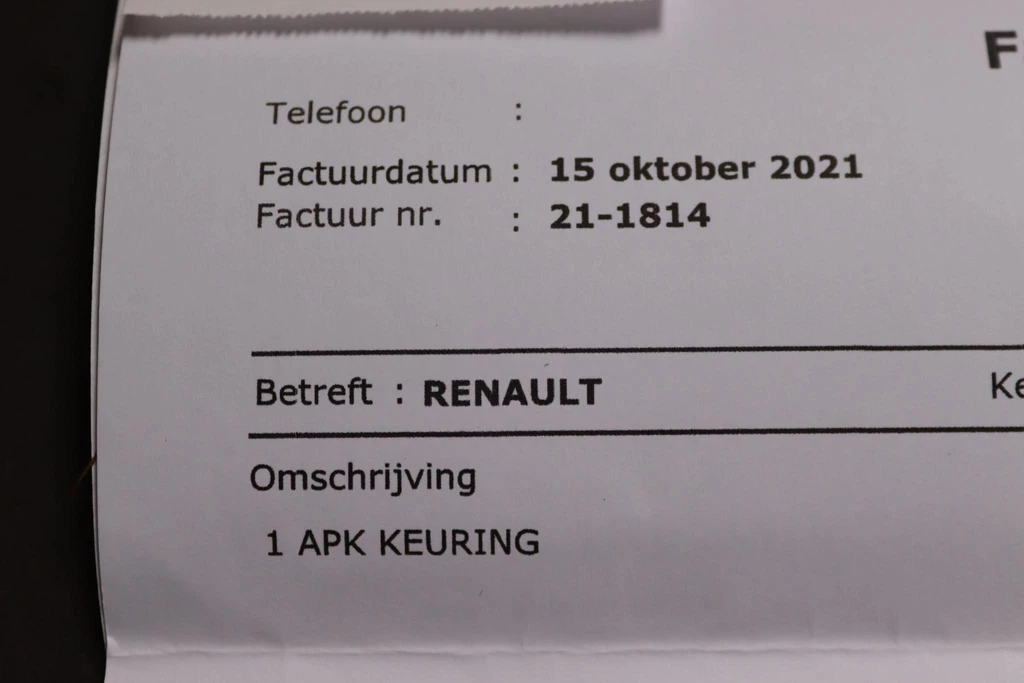 Telefoon :
Factuurdatum : 15 oktober 2021
Factuur nr. : 21-1814
Betreft : RENAULT
Omschrijving
1 APK KEURING